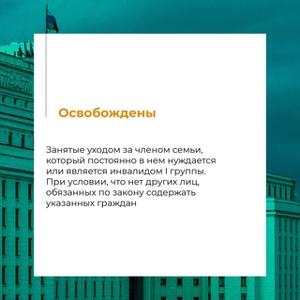 Освобождены
Занятые уходом за членом семьи,
который постоянно в нем нуждается
или является инвалидом I группы.
При условии, что нет других лиц,
обязанных по закону содержать
указанных граждан